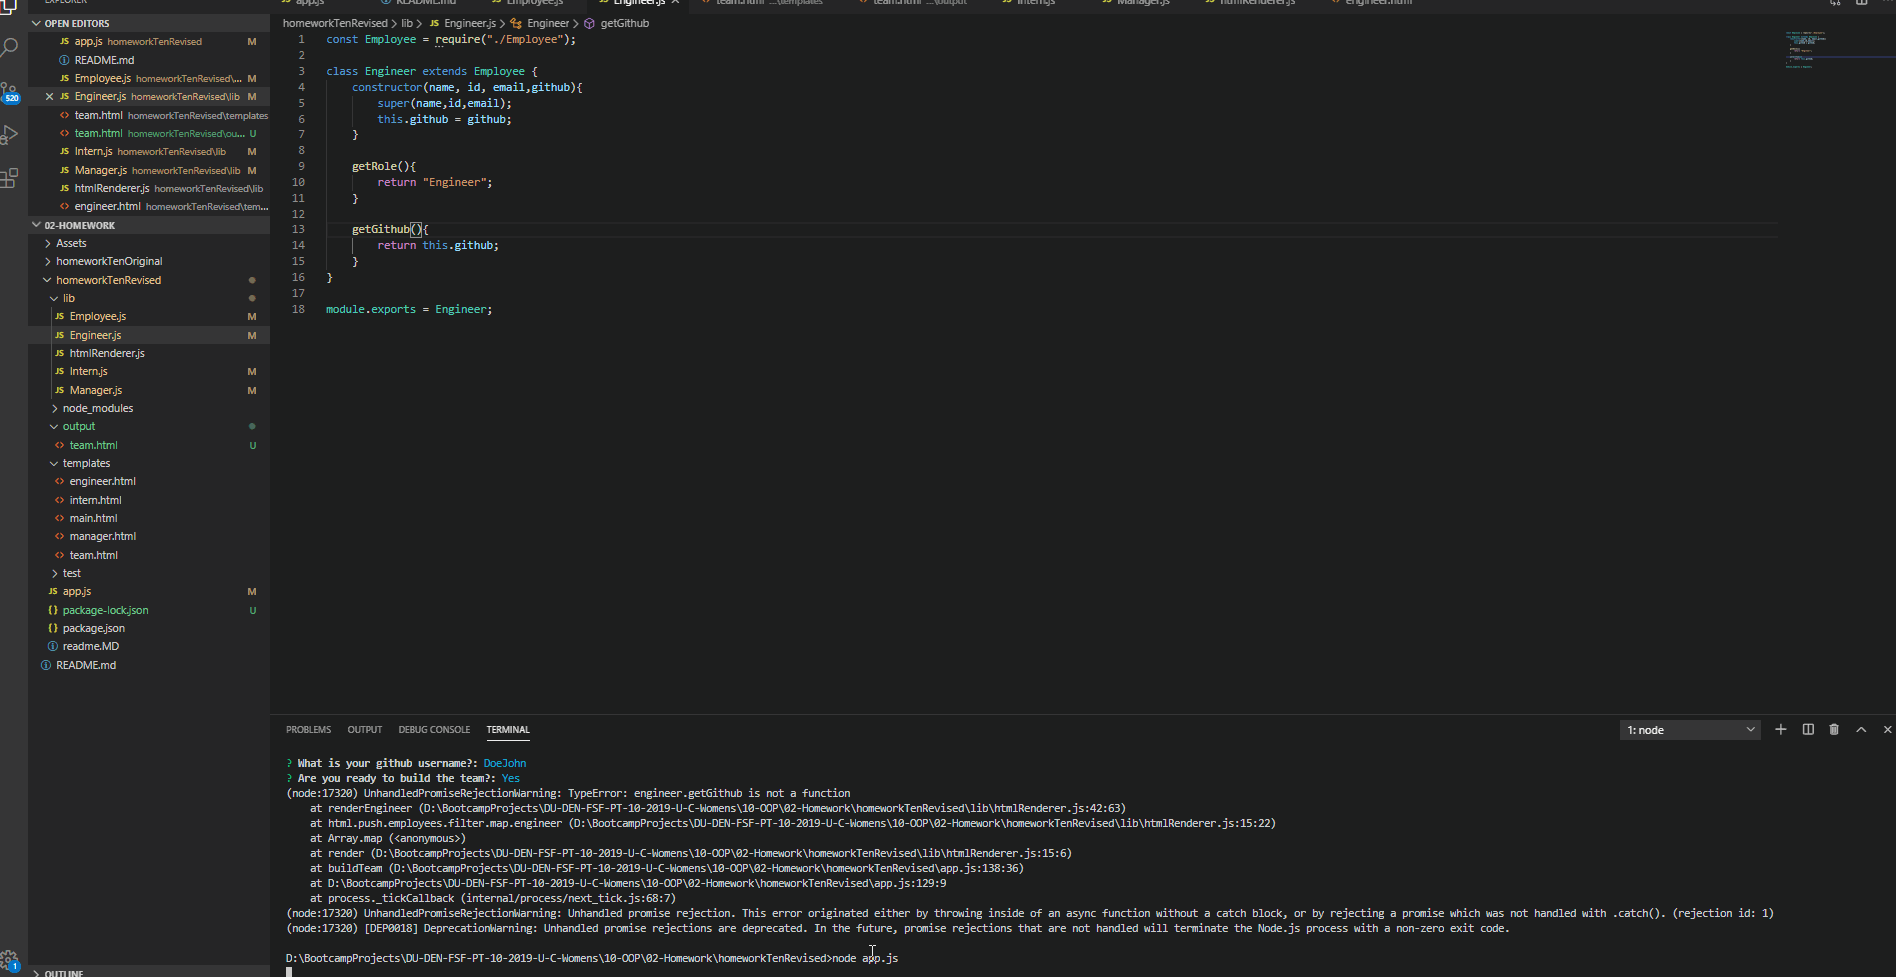 EXPLORER
OPEN EDITORS
JS app.js homeworkTenRevised M
README.md
Employee.js homeworkTenRevised\... M
JS Engineer.js homeworkTenRevised\lib M
<> team.html homeworkTenRevised\templates
<> team.html homeworkTenRevised\ou... U
JS Intern.js homeworkTenRevised\lib M
JS Manager.js homeworkTenRevised\lib M
JS htmlRenderer.js homeworkTenRevised\lib
<> engineer.html homeworkTenRevised\tem...
520
02-HOMEWORK
Assets
homeworkTenOriginal
homeworkTenRevised
lib
JS Employee.js M
JS Engineer.js M
JS htmlRenderer.js
JS Intern.js M
JS Manager.js M
node_modules
output
<> team.html U
templates
<> engineer.html
<> intern.html
<> main.html
<> manager.html
<> team.html
test
JS app.js M
{} package-lock.json U
{} package.json
readme.MD
README.md
1
OUTLINE
app.js README.md Employee.js Engineer.js team.html ...\templates team.html ...\output Intern.js Manager.js htmlRenderer.js engineer.html
homeworkTenRevised > lib > JS Engineer.js > Engineer > getGithub
1 const Employee = require("./Employee");
2
3 class Engineer extends Employee {
4 constructor(name, id, email,github){
5 super(name,id,email);
6 this.github = github;
7 }
8
9 getRole(){
10 return "Engineer";
11 }
12
13 getGithub(){
14 return this.github;
15 }
16 }
17
18 module.exports = Engineer;
PROBLEMS OUTPUT DEBUG CONSOLE TERMINAL 1: node
? What is your github username?: DoeJohn
? Are you ready to build the team?: Yes
(node:17320) UnhandledPromiseRejectionWarning: TypeError: engineer.getGithub is not a function
at renderEngineer (D:\BootcampProjects\DU-DEN-FSF-PT-10-2019-U-C-Womens\10-OOP\02-Homework\homeworkTenRevised\lib\htmlRenderer.js:42:63)
at html.push.employees.filter.map.engineer (D:\BootcampProjects\DU-DEN-FSF-PT-10-2019-U-C-Womens\10-OOP\02-Homework\homeworkTenRevised\lib\htmlRenderer.js:15:22)
at Array.map (<anonymous>)
at render (D:\BootcampProjects\DU-DEN-FSF-PT-10-2019-U-C-Womens\10-OOP\02-Homework\homeworkTenRevised\lib\htmlRenderer.js:15:6)
at buildTeam (D:\BootcampProjects\DU-DEN-FSF-PT-10-2019-U-C-Womens\10-OOP\02-Homework\homeworkTenRevised\app.js:138:36)
at D:\BootcampProjects\DU-DEN-FSF-PT-10-2019-U-C-Womens\10-OOP\02-Homework\homeworkTenRevised\app.js:129:9
at process._tickCallback (internal/process/next_tick.js:68:7)
(node:17320) UnhandledPromiseRejectionWarning: Unhandled promise rejection. This error originated either by throwing inside of an async function without a catch block, or by rejecting a promise which was not handled with .catch(). (rejection id: 1)
(node:17320) [DEP0018] DeprecationWarning: Unhandled promise rejections are deprecated. In the future, promise rejections that are not handled will terminate the Node.js process with a non-zero exit code.
D:\BootcampProjects\DU-DEN-FSF-PT-10-2019-U-C-Womens\10-OOP\02-Homework\homeworkTenRevised>node app.js